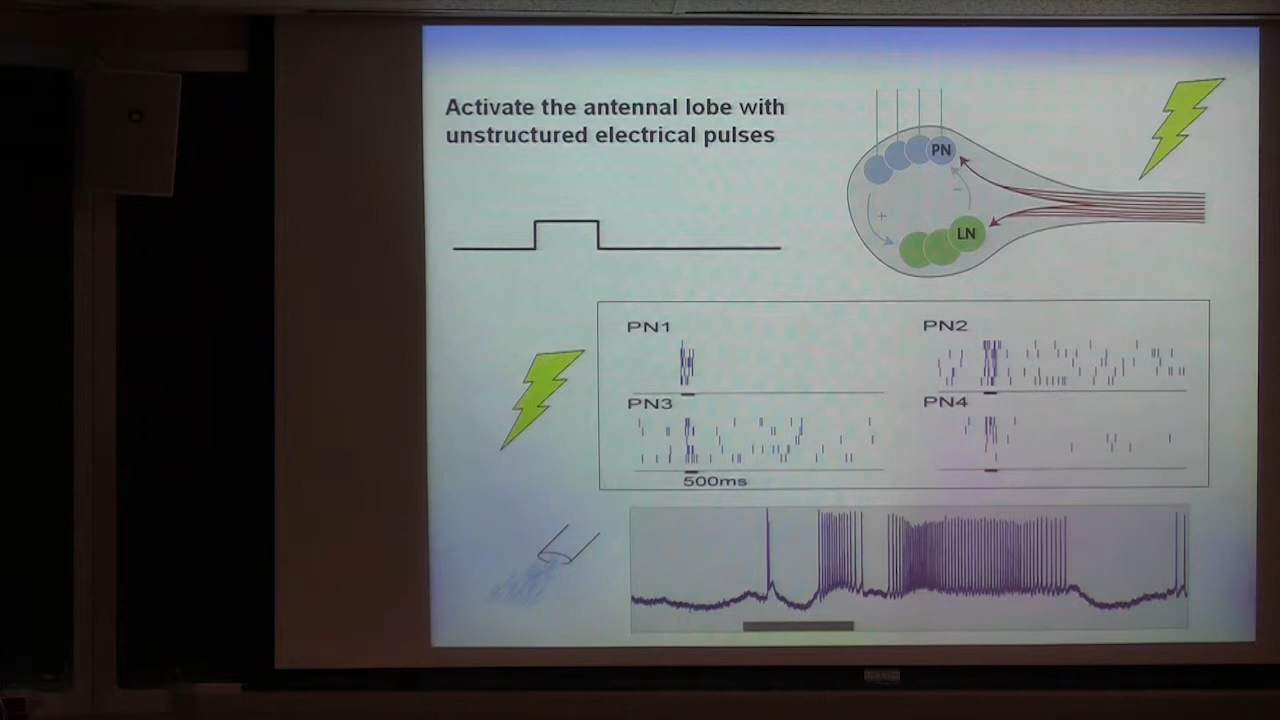 Activate the antennal lobe with
unstructured electrical pulses
PN
+
−
LN
PN1
PN2
PN3
PN4
500ms